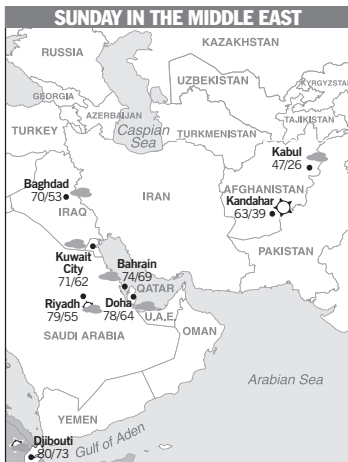 SUNDAY IN THE MIDDLE EAST
RUSSIA
KAZAKHSTAN
UZBEKISTAN
KYRGYZSTAN
GEORGIA
AZERBAIJAN
TAJIKISTAN
TURKEY
Caspian
Sea
TURKMENISTAN
Kabul
47/26
Baghdad
70/53
IRAQ
IRAN
AFGHANISTAN
Kandahar
63/39
PAKISTAN
Kuwait
City
71/62
Bahrain
74/69
QATAR
Riyadh
79/55
Doha
78/64
U.A.E.
SAUDI ARABIA
OMAN
Arabian Sea
YEMEN
Djibouti
80/73
Gulf of Aden